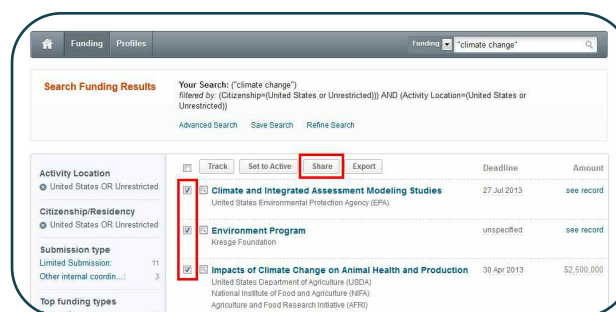 Funding Profiles Funding "climate change"
Search Funding Results
Your Search: ("climate change")
filtered by: (Citizenship=(United States or Unrestricted))) AND (Activity Location=(United States or
Unrestricted))
Advanced Search Save Search Refine Search
Activity Location
United States OR Unrestricted
Citizenship/Residency
United States OR Unrestricted
Submission type
Limited Submission: 11
Other internal coordin...: 3
Top funding types
Track Set to Active Share Export Deadline Amount
Climate and Integrated Assessment Modeling Studies 27 Jul 2013 see record
United States Environmental Protection Agency (EPA)
Environment Program unspecified see record
Kresge Foundation
Impacts of Climate Change on Animal Health and Production 30 Apr 2013 $2,500,000
United States Department of Agriculture (USDA)
National Institute of Food and Agriculture (NIFA)
Agriculture and Food Research Initiative (AFRI)